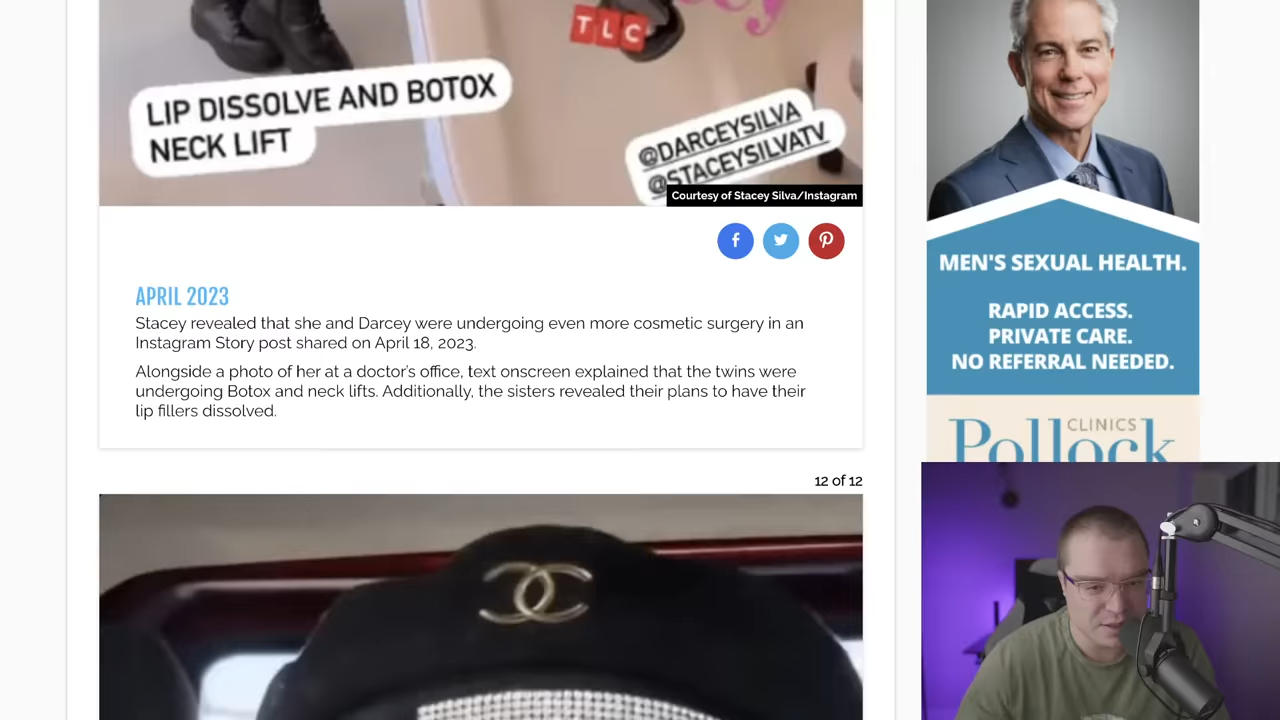 TLC
LIP DISSOLVE AND BOTOX
NECK LIFT
@DARCEYSILVA
@STACEYSILVATV
Courtesy of Stacey Silva/Instagram
APRIL 2023
Stacey revealed that she and Darcey were undergoing even more cosmetic surgery in an
Instagram Story post shared on April 18, 2023.
Alongside a photo of her at a doctor's office, text onscreen explained that the twins were
undergoing Botox and neck lifts. Additionally, the sisters revealed their plans to have their
lip fillers dissolved.
12 of 12
MEN'S SEXUAL HEALTH.
RAPID ACCESS.
PRIVATE CARE.
NO REFERRAL NEEDED.
CLINICS
Pollock